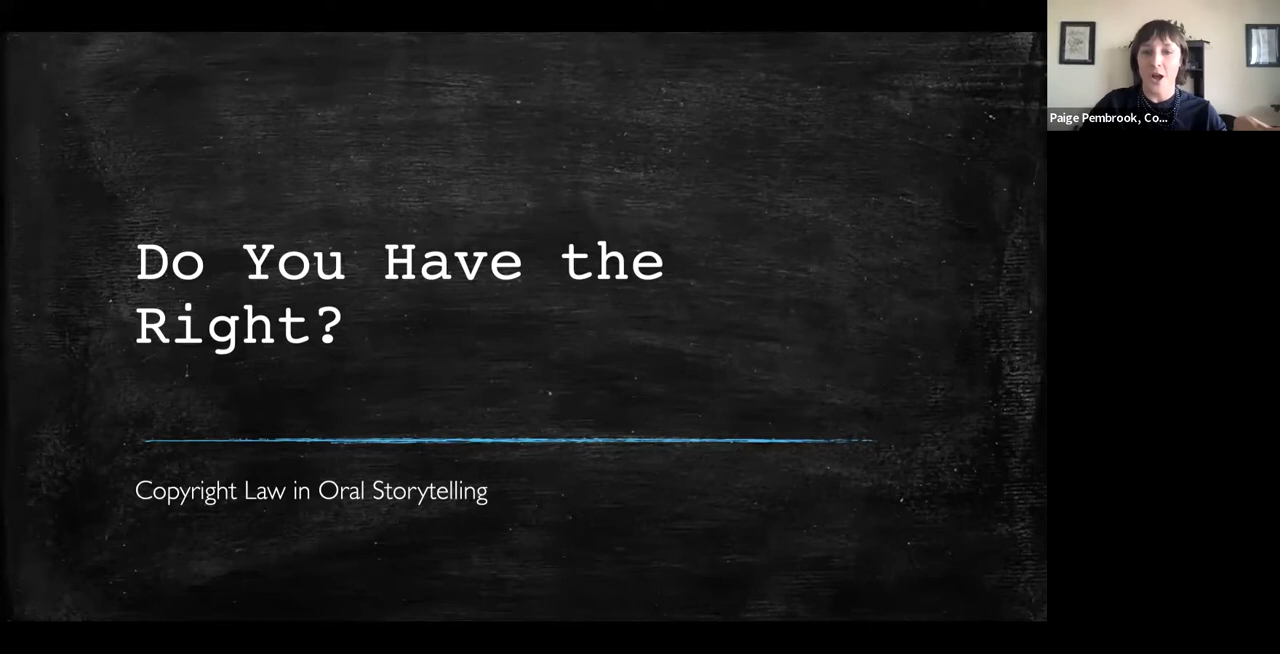 Do You Have the
Right?
Copyright Law in Oral Storytelling
Paige Pembrook, Co...